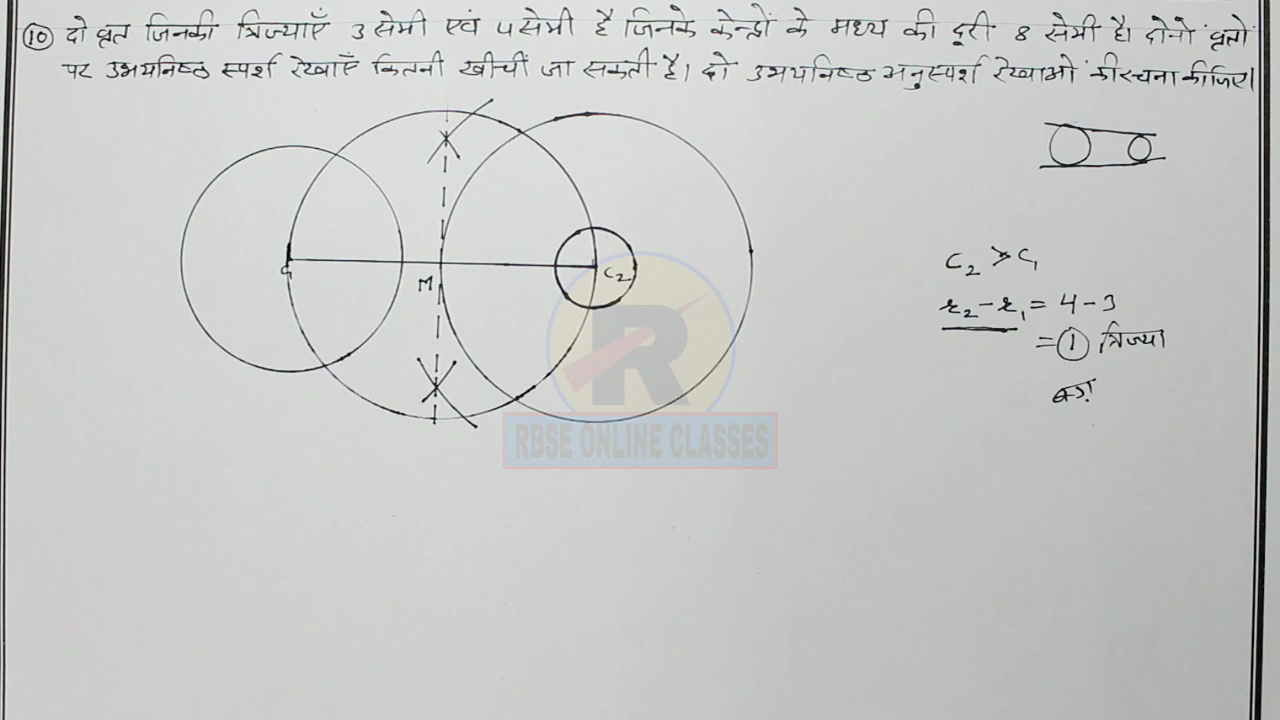 ⑩ दो वृत जिनकी त्रिज्याएँ 3 सेमी एवं 4 सेमी है जिनके केन्द्रों के मध्य की दूरी 8 सेमी है। दोनों वृतों
पर उभयनिष्ठ स्पर्श रेखाएँ कितनी खीचीं जा सकती है। दो उभयनिष्ठ अनुस्पर्श रेखाओं की रचना कीजिए।
C₁
M
C₂
C₂ > C₁
r₂ - r₁ = 4 - 3
= ① त्रिज्या
R
RBSE ONLINE CLASSES